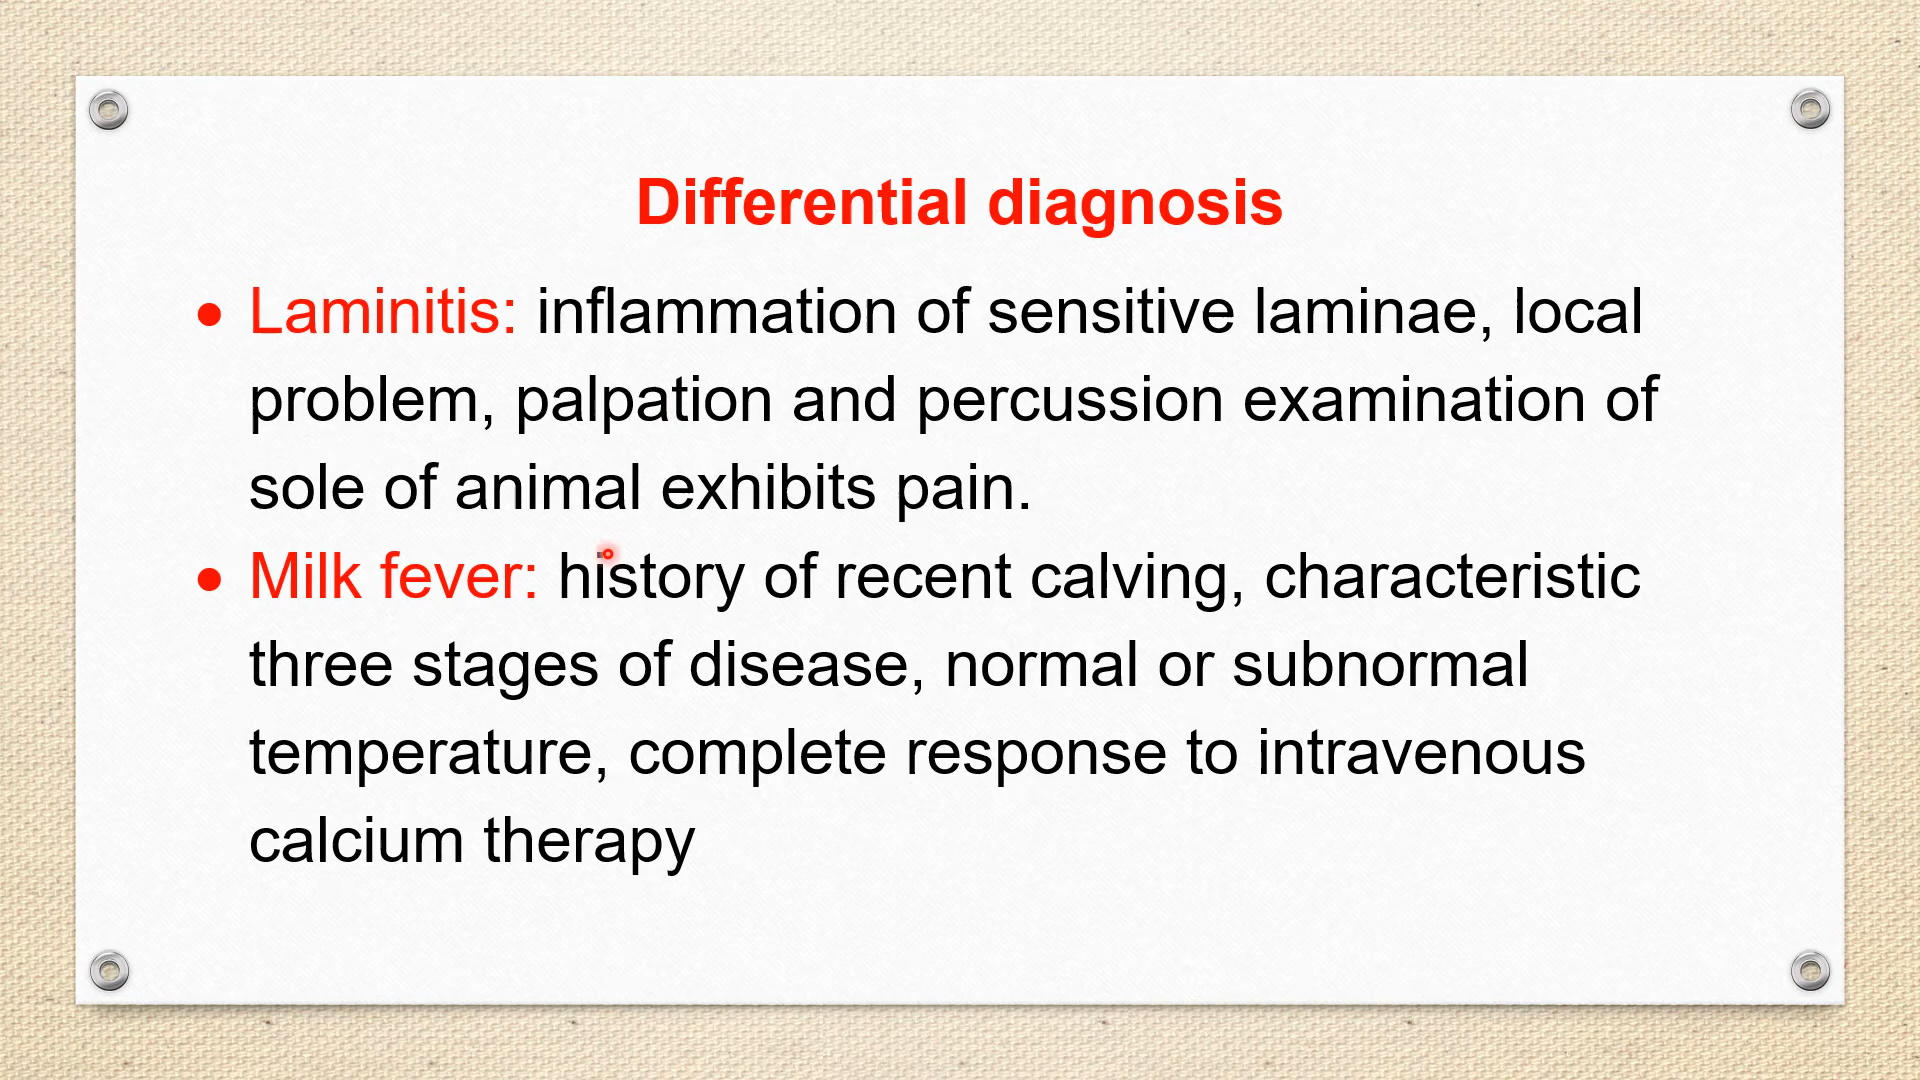 Differential diagnosis
• Laminitis: inflammation of sensitive laminae, local
problem, palpation and percussion examination of
sole of animal exhibits pain.
• Milk fever: history of recent calving, characteristic
three stages of disease, normal or subnormal
temperature, complete response to intravenous
calcium therapy